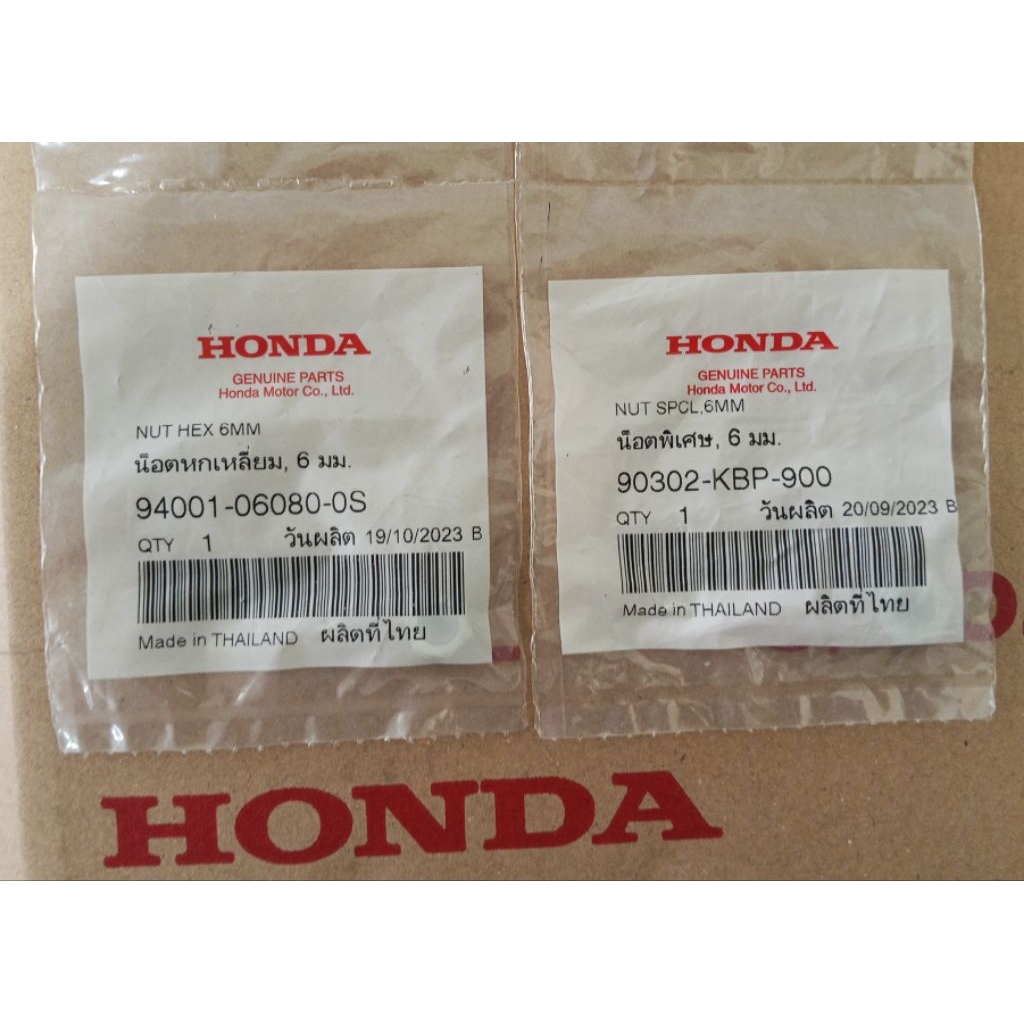 HONDA
GENUINE PARTS
Honda Motor Co., Ltd.
NUT HEX 6MM
น็อตหกเหลี่ยม, 6 มม.
94001-06080-0S
QTY 1 วันผลิต 19/10/2023 B
Made in THAILAND ผลิตที่ไทย
HONDA
GENUINE PARTS
Honda Motor Co., Ltd.
NUT SPCL,6MM
น็อตพิเศษ, 6 มม.
90302-KBP-900
QTY 1 วันผลิต 20/09/2023 B
Made in THAILAND ผลิตที่ไทย
HONDA